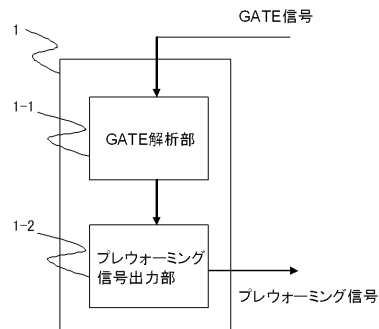 GATE信号
1
1-1
GATE解析部
1-2
プレウォーミング
信号出力部
プレウォーミング信号